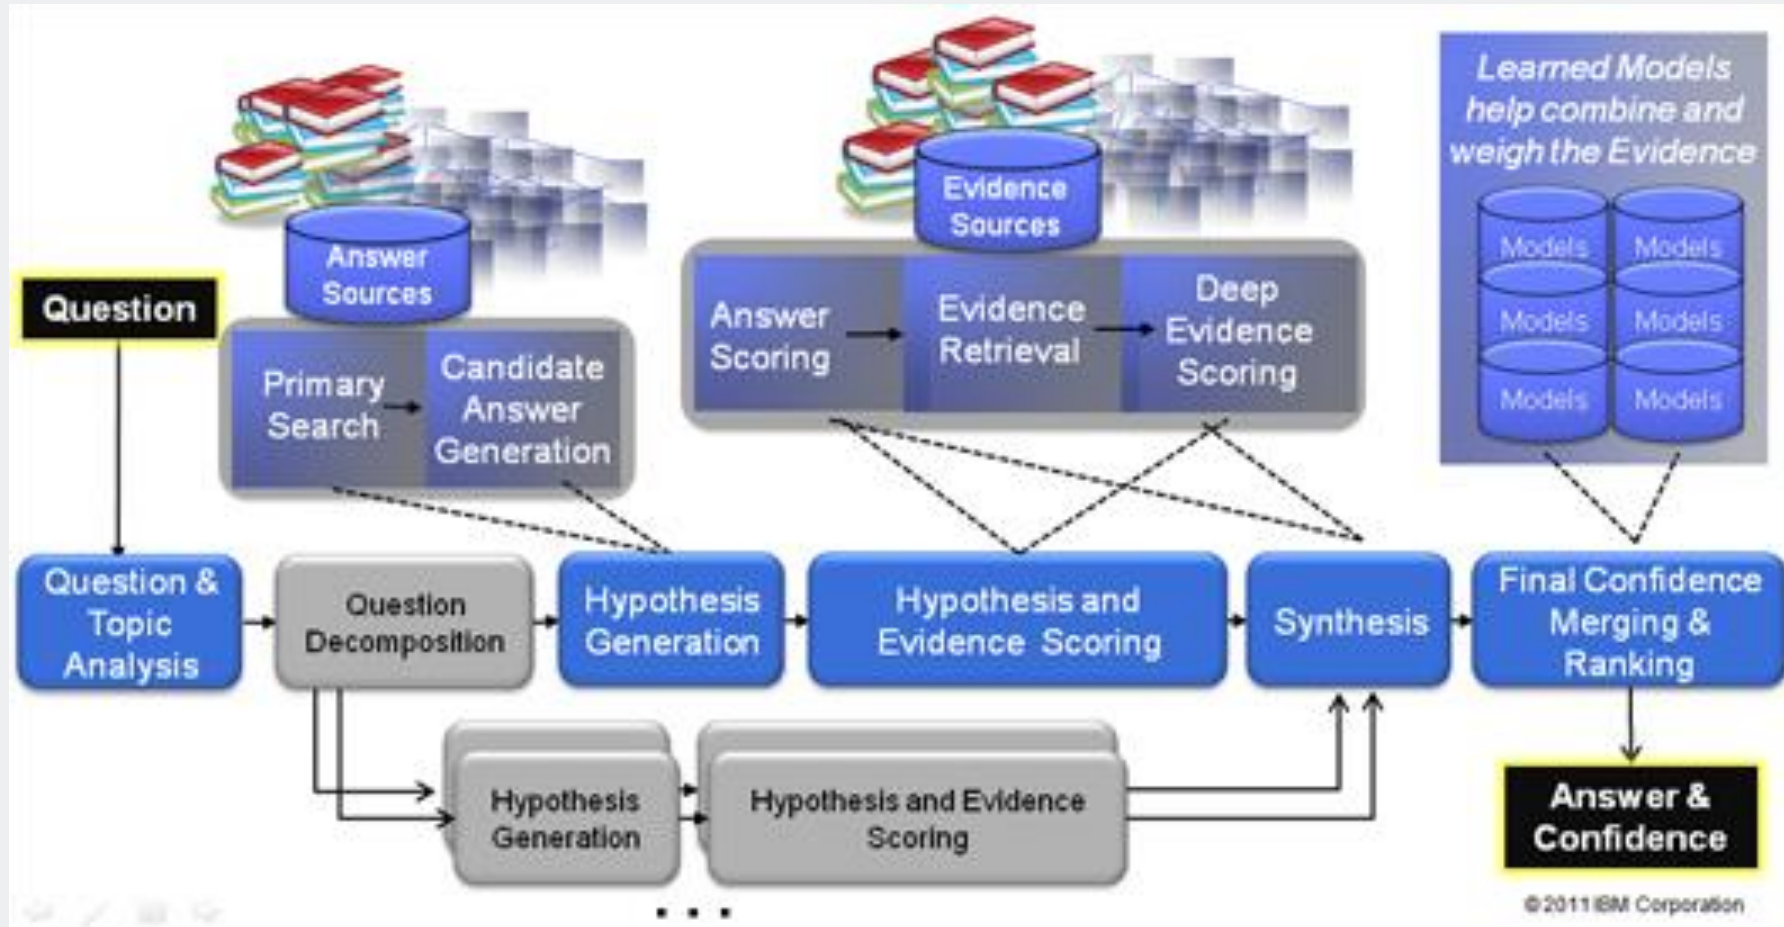 Learned Models
help combine and
weigh the Evidence
Evidence
Sources
Answer
Sources
Question
Primary
Search
Candidate
Answer
Generation
Answer
Scoring
Evidence
Retrieval
Deep
Evidence
Scoring
Models
Models
Models
Models
Models
Models
Question &
Topic
Analysis
Question
Decomposition
Hypothesis
Generation
Hypothesis and
Evidence Scoring
Synthesis
Final Confidence
Merging &
Ranking
Hypothesis
Generation
Hypothesis and Evidence
Scoring
Answer &
Confidence
. . .
© 2011 IBM Corporation